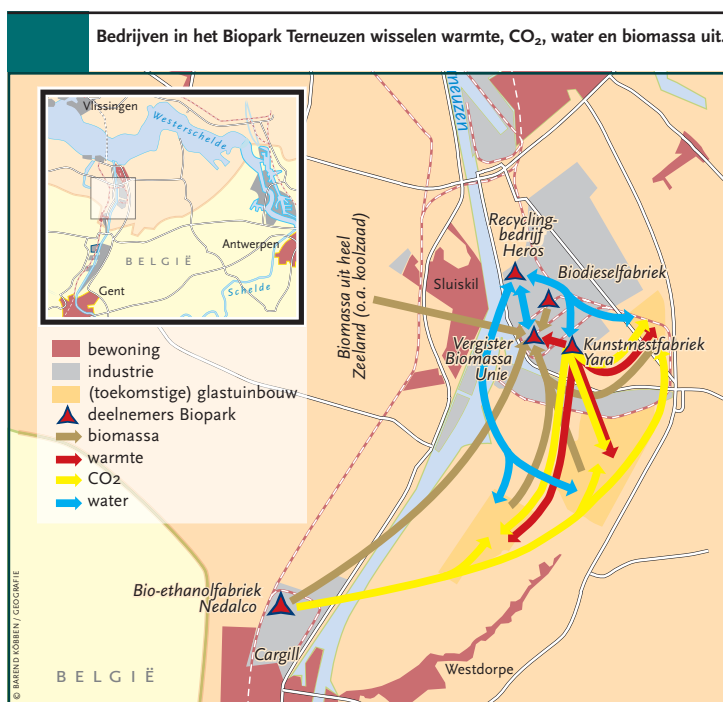 Bedrijven in het Biopark Terneuzen wisselen warmte, CO₂, water en biomassa uit.
Vlissingen
Westerschelde
BELGIË
Antwerpen
Gent
Schelde
neuzen
Recycling-
bedrijf
Heros
Biodieselfabriek
Biomassa uit heel
Zeeland (o.a. koolzaad)
Sluiskil
Vergister
Biomassa
Unie
Kunstmestfabriek
Yara
bewoning
industrie
(toekomstige) glastuinbouw
deelnemers Biopark
biomassa
warmte
CO2
water
Bio-ethanolfabriek
Nedalco
Cargill
Westdorpe
BELGIË
© BAREND KÖBBEN / GEOGRAFIE